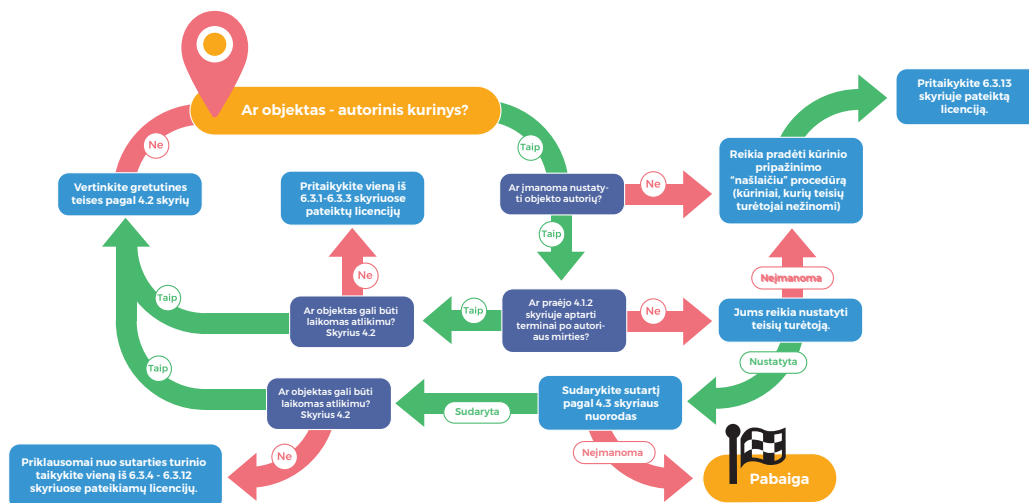 Ar objektas - autorinis kurinys?
Ne
Taip
Pritaikykite 6.3.13
skyriuje pateiktą
licenciją.
Vertinkite gretutines
teises pagal 4.2 skyrių
Pritaikykite vieną iš
6.3.1-6.3.3 skyriuose
pateiktų licencijų
Ar įmanoma nustaty-
ti objekto autorių?
Ne
Reikia pradėti kūrinio
pripažinimo
“našlaičiu” procedūrą
(kūriniai, kurių teisių
turėtojai nežinomi)
Taip
Ne
Neįmanoma
Taip
Ar objektas gali būti
laikomas atlikimu?
Skyrius 4.2
Taip
Ar praėjo 4.1.2
skyriuje aptarti
terminai po autori-
aus mirties?
Ne
Jums reikia nustatyti
teisių turėtoją.
Nustatyta
Taip
Ar objektas gali būti
laikomas atlikimu?
Skyrius 4.2
Sudaryta
Sudarykite sutartį
pagal 4.3 skyriaus
nuorodas
Ne
Neįmanoma
Priklausomai nuo sutarties turinio
taikykite vieną iš 6.3.4 - 6.3.12
skyriuose pateikiamų licencijų.
Pabaiga